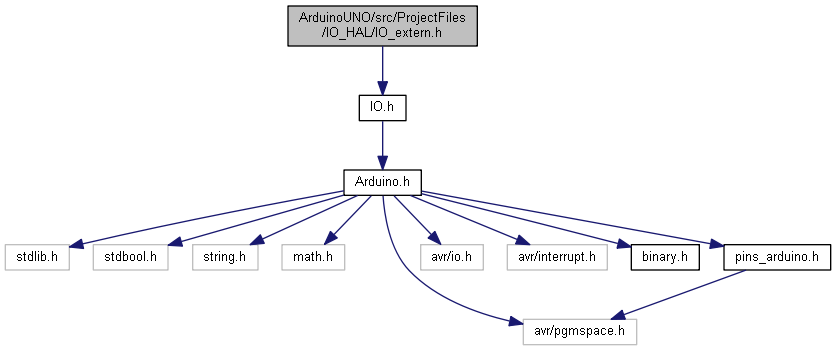 ArduinoUNO/src/ProjectFiles
/IO_HAL/IO_extern.h
IO.h
Arduino.h
stdlib.h
stdbool.h
string.h
math.h
avr/io.h
avr/interrupt.h
binary.h
pins_arduino.h
avr/pgmspace.h